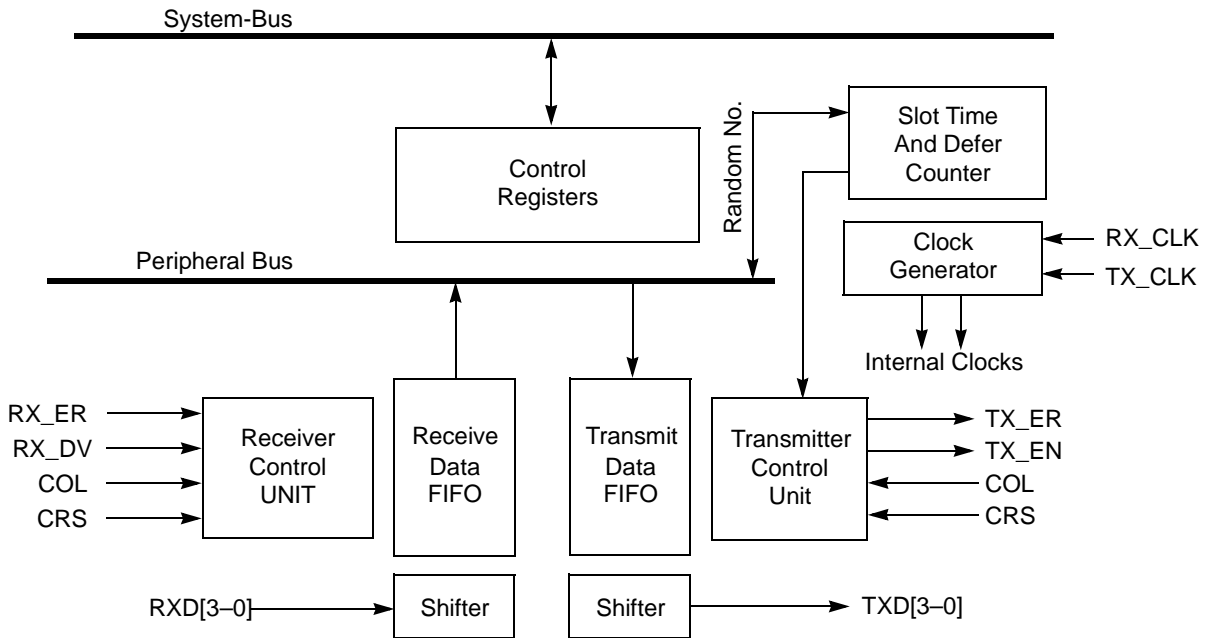 System-Bus
Control
Registers
Random No.
Slot Time
And Defer
Counter
Clock
Generator
RX_CLK
TX_CLK
Internal Clocks
Peripheral Bus
RX_ER
RX_DV
COL
CRS
Receiver
Control
UNIT
Receive
Data
FIFO
Transmit
Data
FIFO
Transmitter
Control
Unit
TX_ER
TX_EN
COL
CRS
RXD[3–0]
Shifter
Shifter
TXD[3–0]